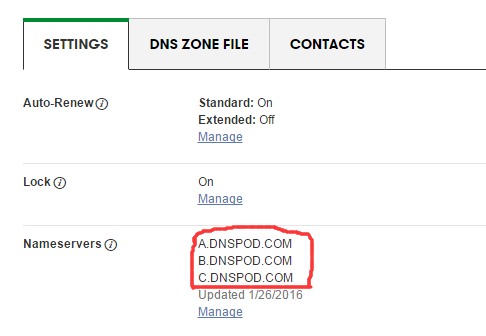 SETTINGS
DNS ZONE FILE
CONTACTS
Auto-Renew
Standard: On
Extended: Off
Manage
Lock
On
Manage
Nameservers
A.DNSPOD.COM
B.DNSPOD.COM
C.DNSPOD.COM
Updated 1/26/2016
Manage